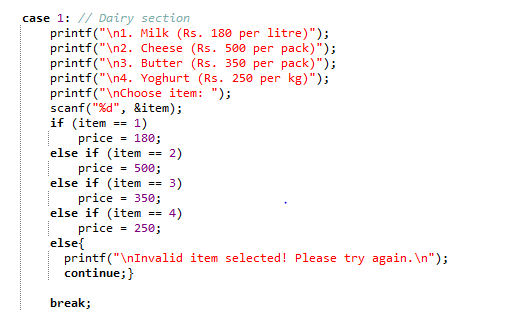 case 1: // Dairy section
printf("\n1. Milk (Rs. 180 per litre)");
printf("\n2. Cheese (Rs. 500 per pack)");
printf("\n3. Butter (Rs. 350 per pack)");
printf("\n4. Yoghurt (Rs. 250 per kg)");
printf("\nChoose item: ");
scanf("%d", &item);
if (item == 1)
price = 180;
else if (item == 2)
price = 500;
else if (item == 3)
price = 350;
else if (item == 4)
price = 250;
else{
printf("\nInvalid item selected! Please try again.\n");
continue;}
break;